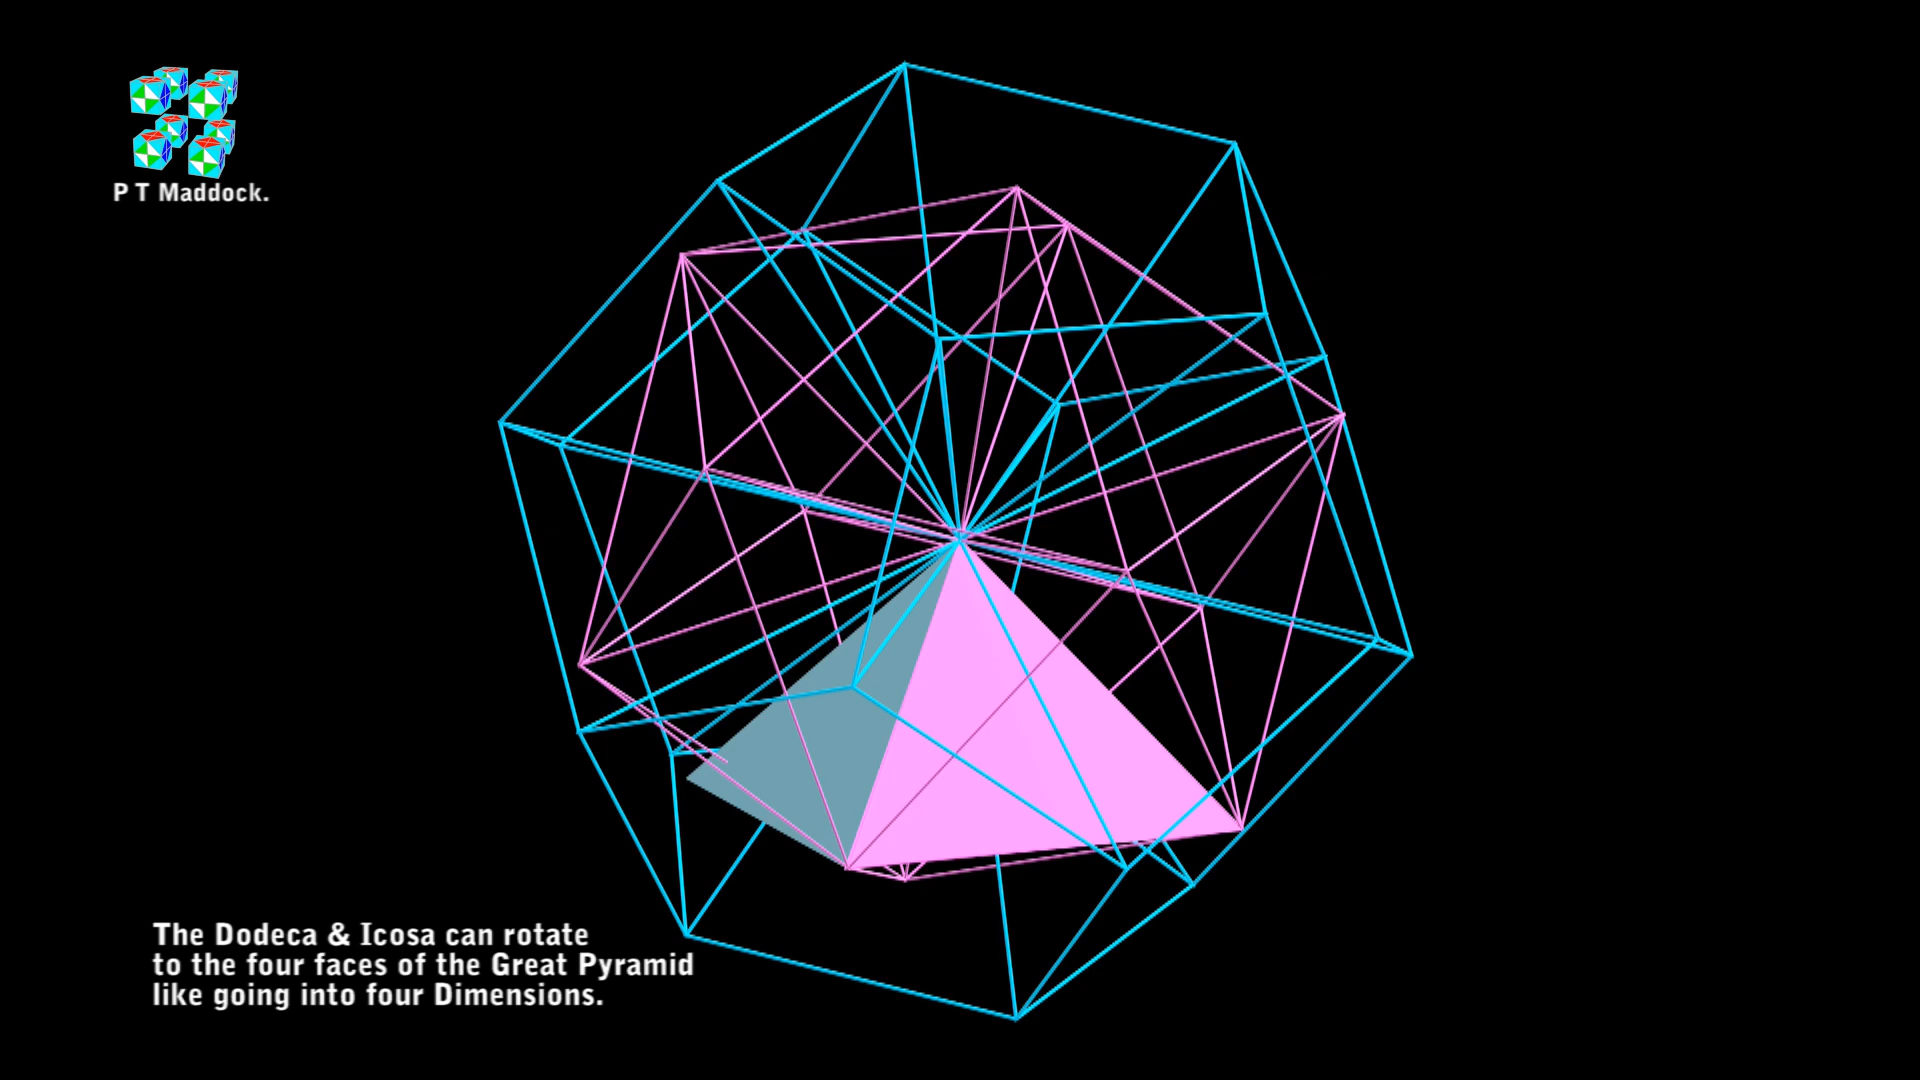 P T Maddock.
The Dodeca & Icosa can rotate
to the four faces of the Great Pyramid
like going into four Dimensions.